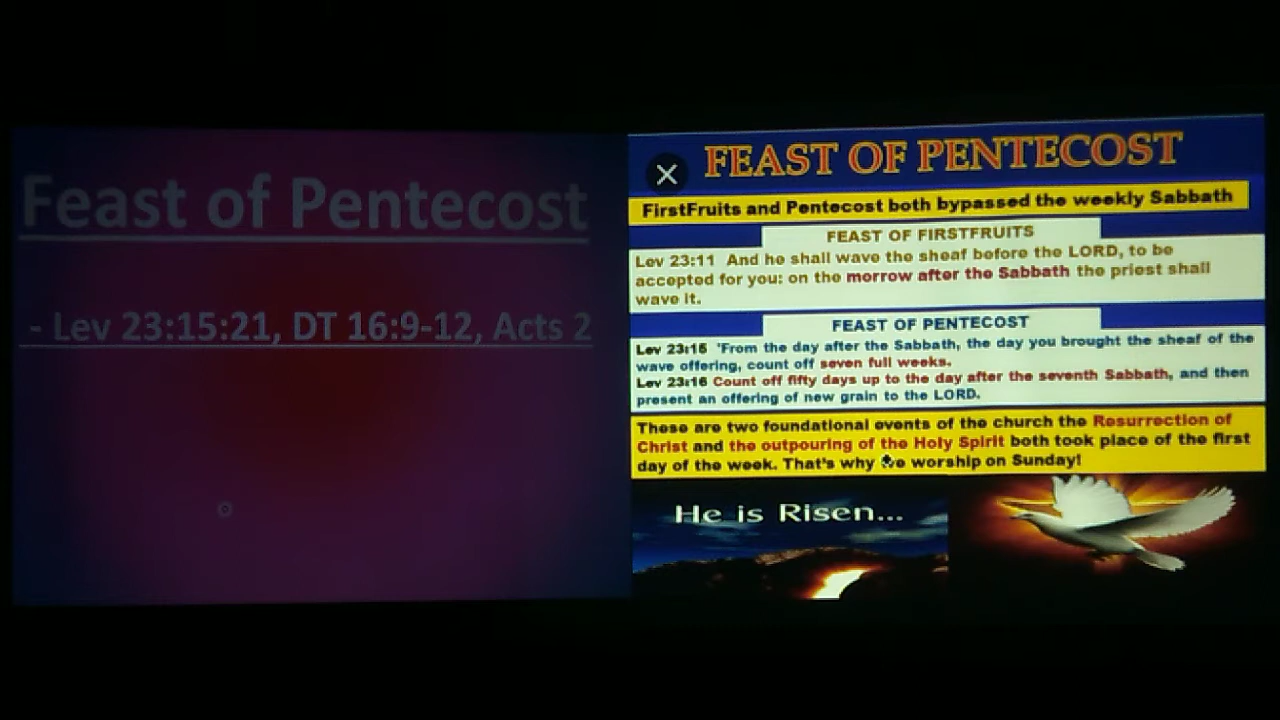 Feast of Pentecost
- Lev 23:15:21, DT 16:9-12, Acts 2
FEAST OF PENTECOST
FirstFruits and Pentecost both bypassed the weekly Sabbath
FEAST OF FIRSTFRUITS
Lev 23:11 And he shall wave the sheaf before the LORD, to be
accepted for you: on the morrow after the Sabbath the priest shall
wave it.
FEAST OF PENTECOST
Lev 23:15 'From the day after the Sabbath, the day you brought the sheaf of the
wave offering, count off seven full weeks.
Lev 23:16 Count off fifty days up to the day after the seventh Sabbath, and then
present an offering of new grain to the LORD.
These are two foundational events of the church the Resurrection of
Christ and the outpouring of the Holy Spirit both took place of the first
day of the week. That's why we worship on Sunday!
He is Risen...